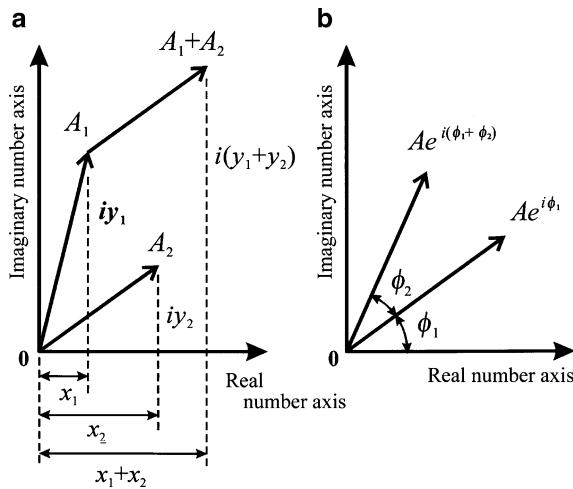 a
b
A₁+A₂
A₁
Ae^{i(ϕ₁+ ϕ₂)}
Imaginary number axis
i(y₁+y₂)
Imaginary number axis
Ae^{iϕ₁}
iy₁
A₂
ϕ₂
iy₂
ϕ₁
0
0
x₁
Real
number axis
Real number axis
x₂
x₁+x₂